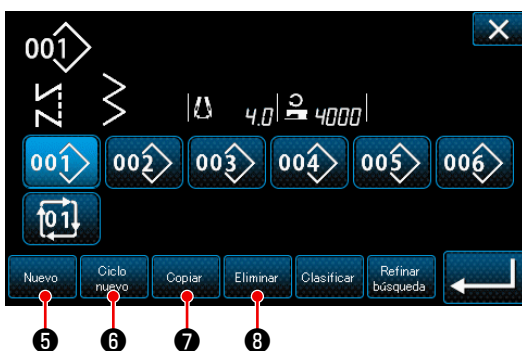 001
4.0 4000
001 002 003 004 005 006
01
Nuevo Ciclo nuevo Copiar Eliminar Clasificar Refinar búsqueda
5 6 7 8